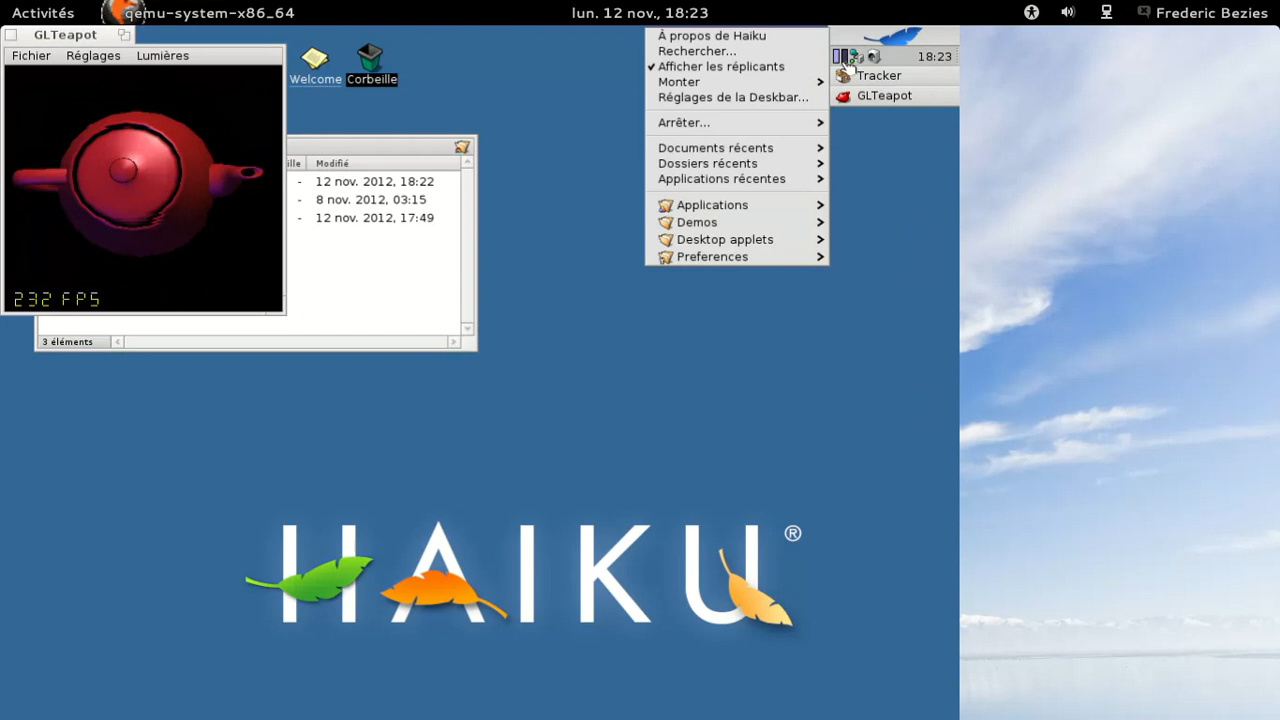 Activités
qemu-system-x86_64
lun. 12 nov., 18:23
Frederic Bezies
GLTeapot
Fichier Réglages Lumières
232 FPS
Welcome
Corbeille
ille Modifié
- 12 nov. 2012, 18:22
- 8 nov. 2012, 03:15
- 12 nov. 2012, 17:49
3 éléments
À propos de Haiku
Rechercher...
✓ Afficher les réplicants
Monter
Réglages de la Deskbar...
Arrêter...
Documents récents
Dossiers récents
Applications récentes
Applications
Demos
Desktop applets
Preferences
18:23
Tracker
GLTeapot
HAIKU®